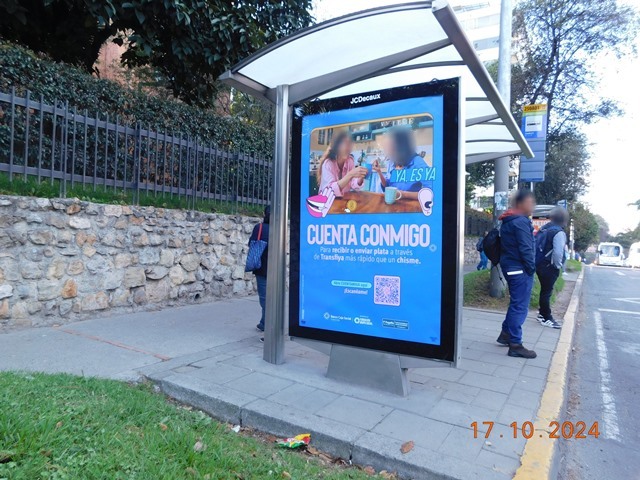 JCDecaux
YA, ES YA
CUENTA CONMIGO
Para recibir o enviar plata a través
de Transfiya más rápido que un chisme.
¡Escanéame!
17.10.2024